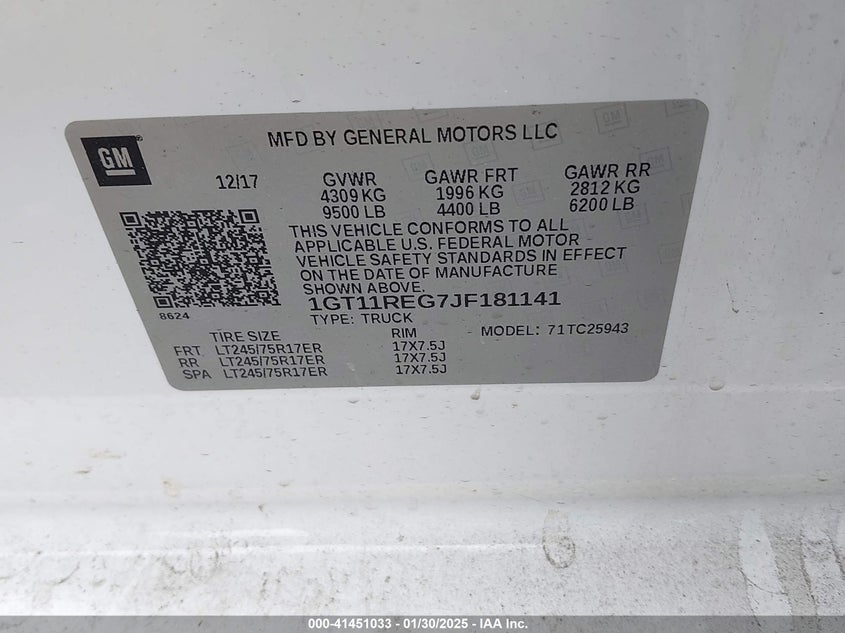 GM
MFD BY GENERAL MOTORS LLC
12/17 GVWR GAWR FRT GAWR RR
4309 KG 1996 KG 2812 KG
9500 LB 4400 LB 6200 LB
THIS VEHICLE CONFORMS TO ALL
APPLICABLE U.S. FEDERAL MOTOR
VEHICLE SAFETY STANDARDS IN EFFECT
ON THE DATE OF MANUFACTURE
SHOWN ABOVE.
8624
1GT11REG7JF181141
TYPE: TRUCK MODEL: 71TC25943
TIRE SIZE RIM
FRT LT245/75R17ER 17X7.5J
RR LT245/75R17ER 17X7.5J
SPA LT245/75R17ER 17X7.5J
000-41451033 — 01/30/2025 — IAA Inc.